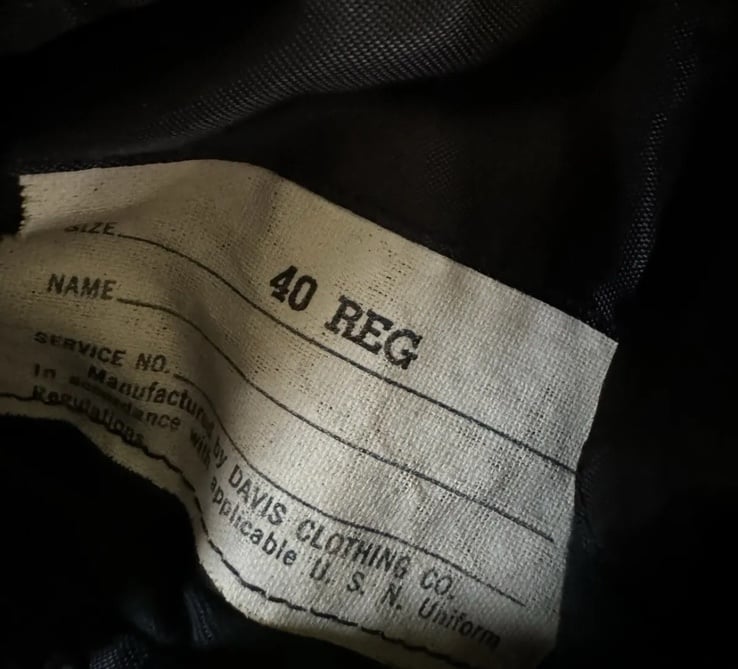 SIZE 40 REG
NAME
SERVICE NO.
Manufactured by DAVIS CLOTHING CO.
In accordance with applicable U. S. N. Uniform
Regulations